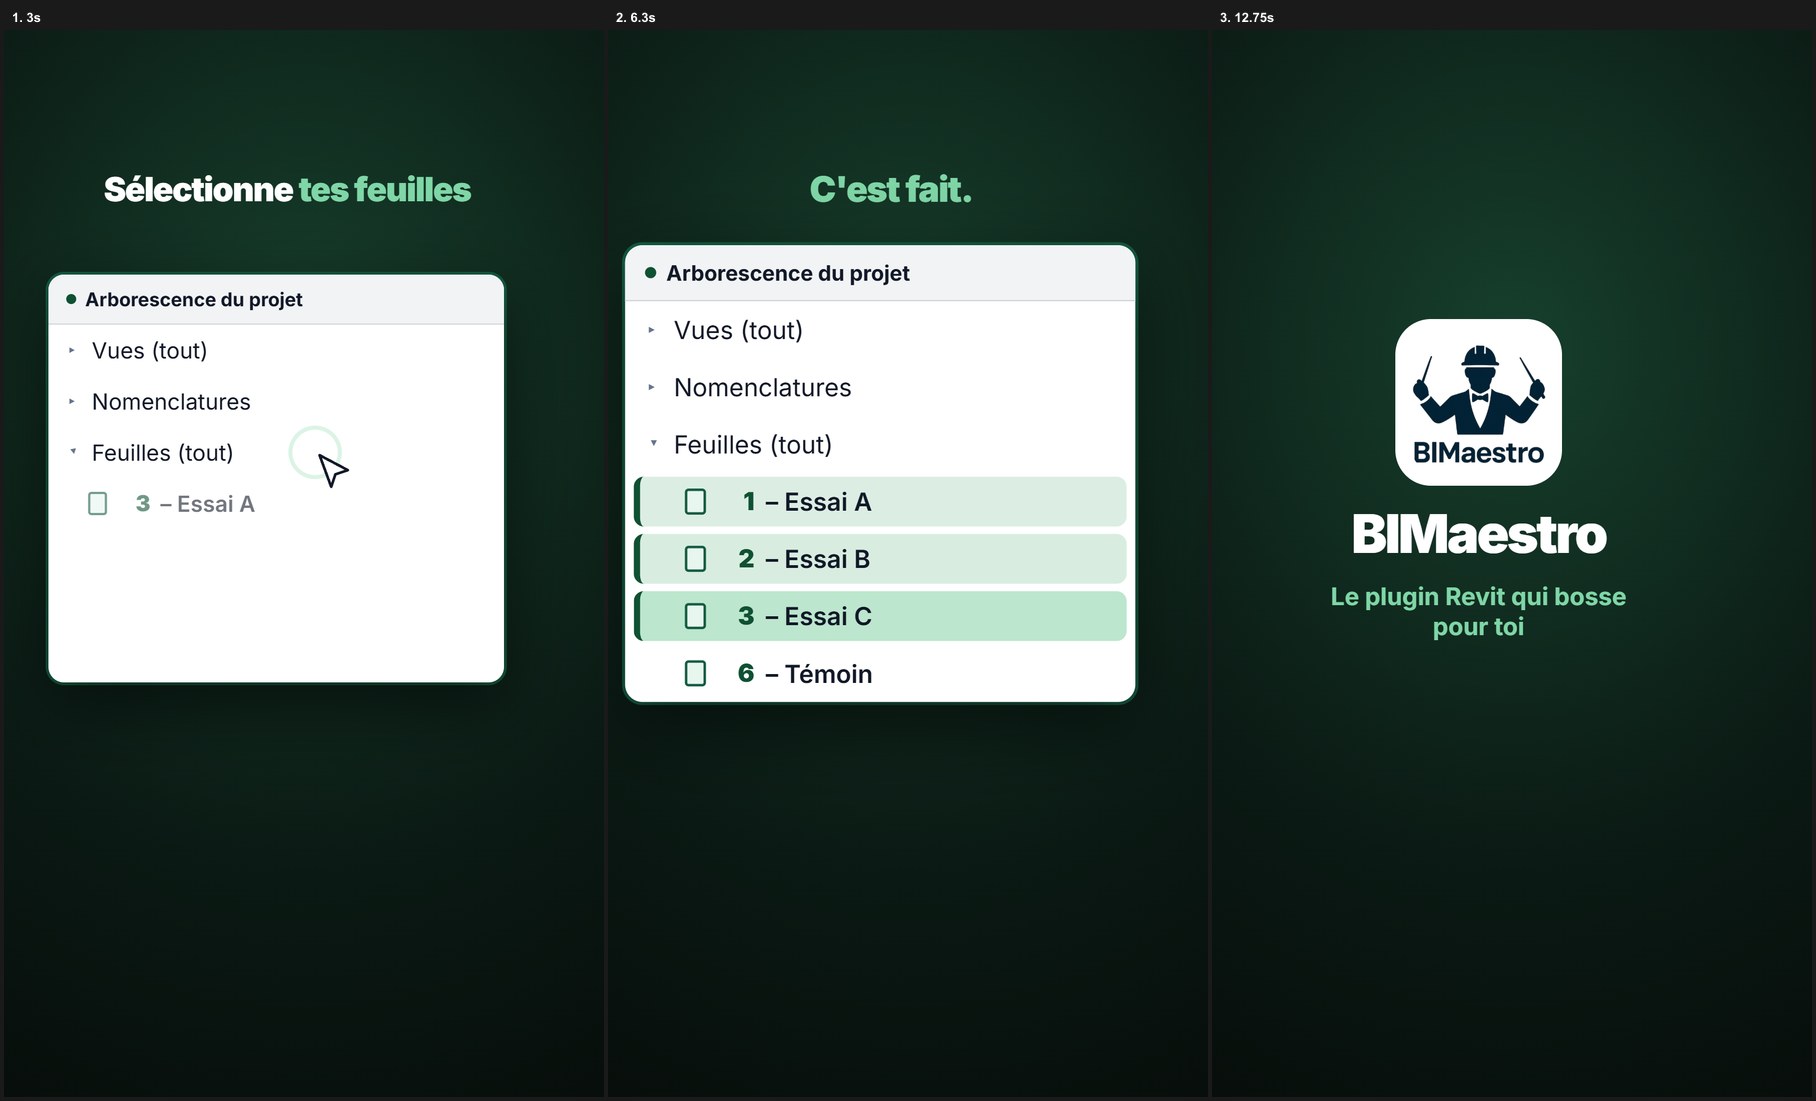 1. 3s
Sélectionne tes feuilles
Arborescence du projet
Vues (tout)
Nomenclatures
Feuilles (tout)
3 – Essai A
2. 6.3s
C'est fait.
Arborescence du projet
Vues (tout)
Nomenclatures
Feuilles (tout)
1 – Essai A
2 – Essai B
3 – Essai C
6 – Témoin
3. 12.75s
BIMaestro
BIMaestro
Le plugin Revit qui bosse
pour toi